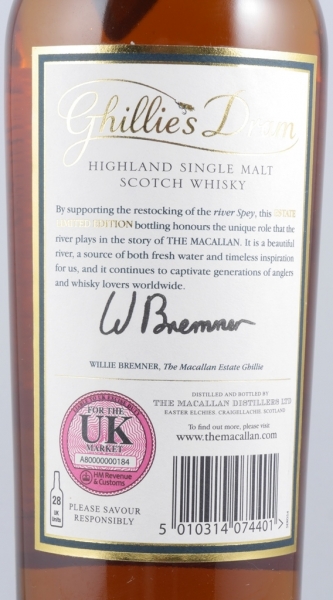 Ghillie's Dram
HIGHLAND SINGLE MALT
SCOTCH WHISKY
By supporting the restocking of the river Spey, this ESTATE
LIMITED EDITION bottling honours the unique role that the
river plays in the story of THE MACALLAN. It is a beautiful
river, a source of both fresh water and timeless inspiration
for us, and it continues to captivate generations of anglers
and whisky lovers worldwide.
W Bremner
WILLIE BREMNER, The Macallan Estate Ghillie
DISTILLED AND BOTTLED BY
THE MACALLAN DISTILLERS LTD
EASTER ELCHIES, CRAIGELLACHIE, SCOTLAND
To find out more, please visit
www.themacallan.com
FOR THE
UK
MARKET
A80000000184
HM Revenue
& Customs
28
UK
Units
PLEASE SAVOUR
RESPONSIBLY
5 010314 074401 >